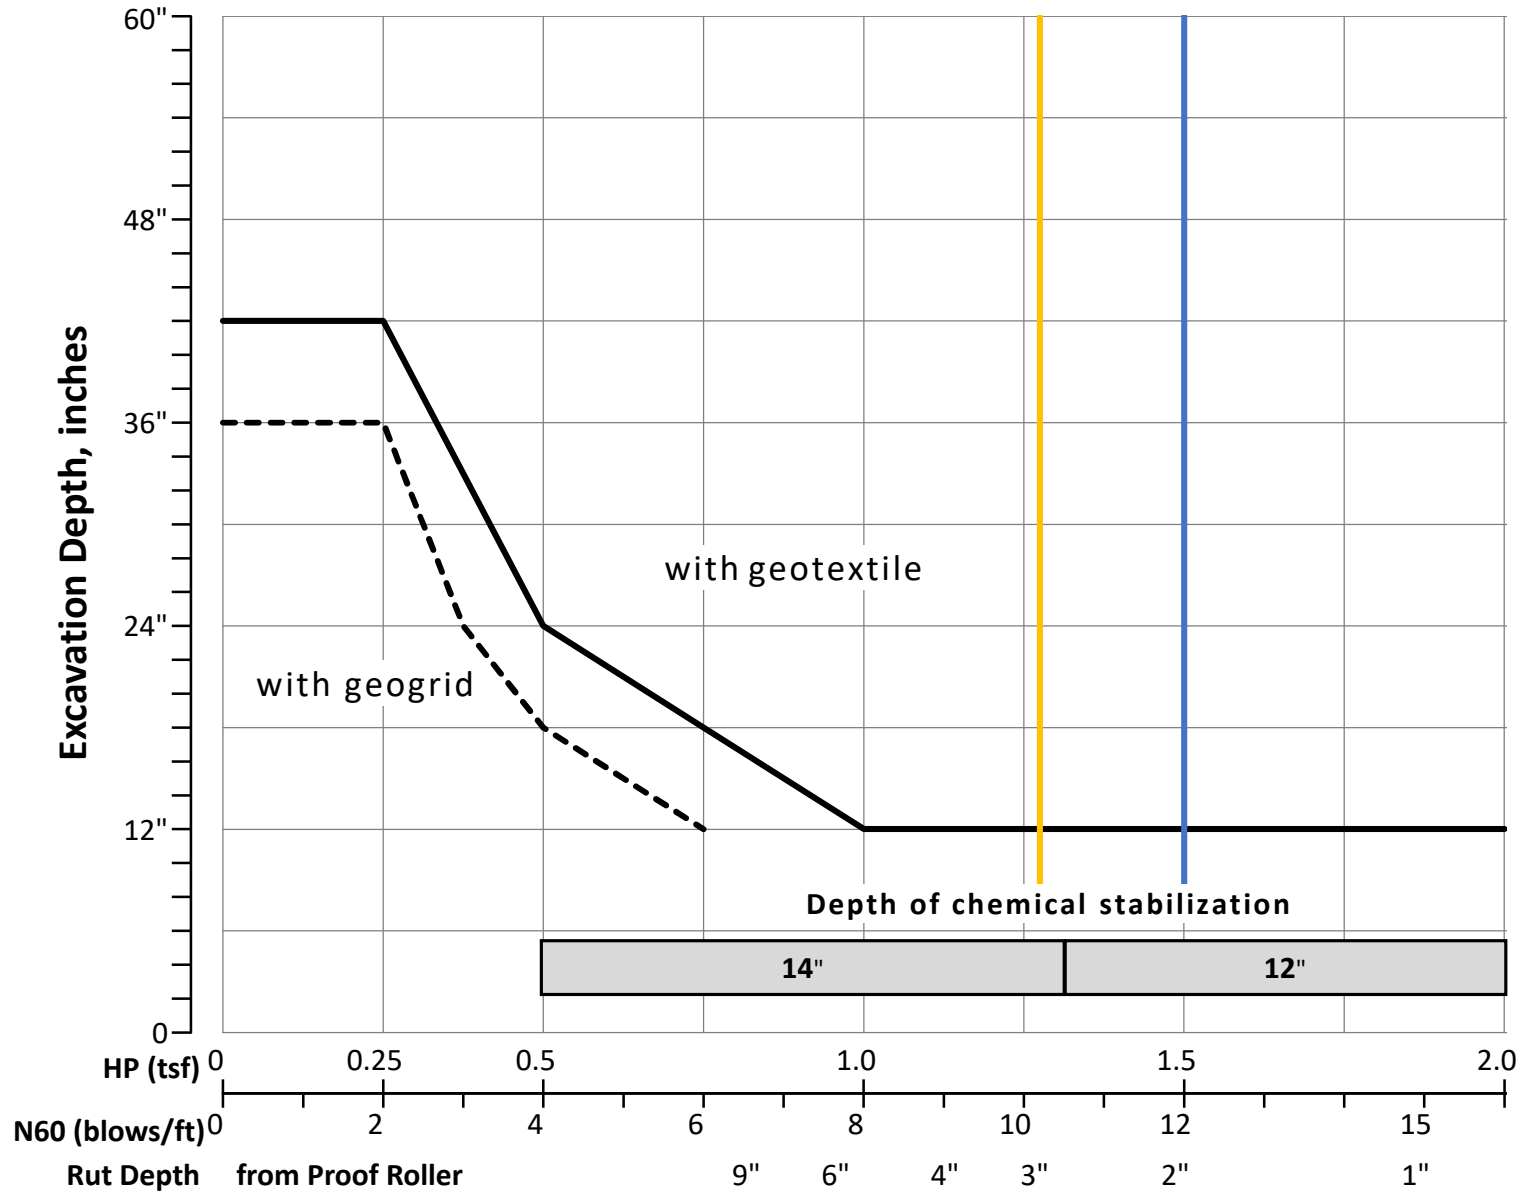 60"
48"
36"
24"
12"
0
Excavation Depth, inches
with geotextile
with geogrid
Depth of chemical stabilization
14" 12"
HP (tsf) 0 0.25 0.5 1.0 1.5 2.0
N60 (blows/ft) 0 2 4 6 8 10 12 15
Rut Depth from Proof Roller 9" 6" 4" 3" 2" 1"